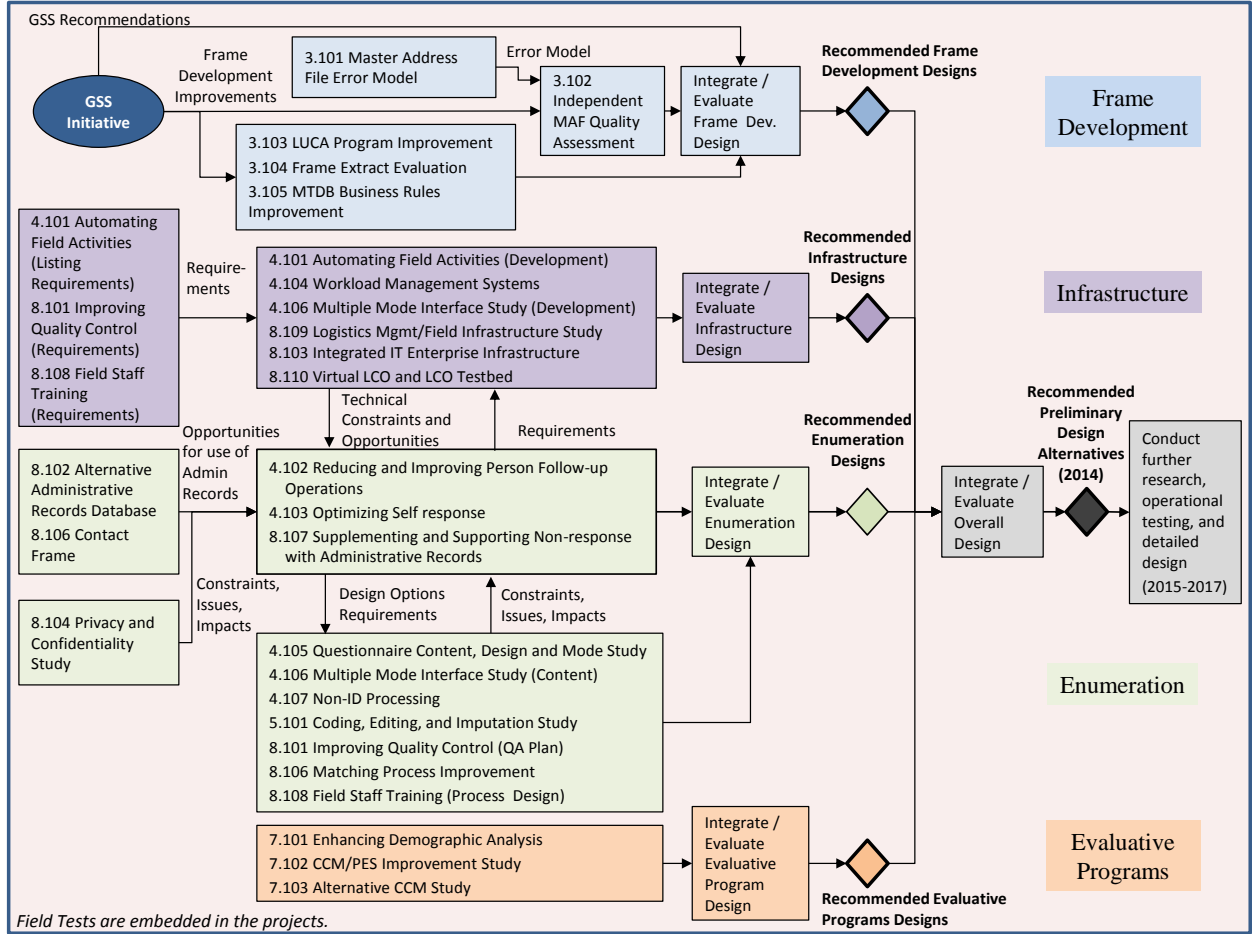 GSS Recommendations
Frame
Development
Improvements
GSS
Initiative
3.101 Master Address
File Error Model
Error Model
3.102
Independent
MAF Quality
Assessment
Integrate /
Evaluate
Frame Dev.
Design
Recommended Frame
Development Designs
Frame
Development
3.103 LUCA Program Improvement
3.104 Frame Extract Evaluation
3.105 MTDB Business Rules
Improvement
4.101 Automating
Field Activities
(Listing
Requirements)
8.101 Improving
Quality Control
(Requirements)
8.108 Field Staff
Training
(Requirements)
Require-
ments
4.101 Automating Field Activities (Development)
4.104 Workload Management Systems
4.106 Multiple Mode Interface Study (Development)
8.109 Logistics Mgmt/Field Infrastructure Study
8.103 Integrated IT Enterprise Infrastructure
8.110 Virtual LCO and LCO Testbed
Integrate /
Evaluate
Infrastructure
Design
Recommended
Infrastructure
Designs
Infrastructure
Technical
Constraints and
Opportunities
Requirements
8.102 Alternative
Administrative
Records Database
8.106 Contact
Frame
Opportunities
for use of
Admin
Records
4.102 Reducing and Improving Person Follow-up
Operations
4.103 Optimizing Self response
8.107 Supplementing and Supporting Non-response
with Administrative Records
Integrate /
Evaluate
Enumeration
Design
Recommended
Enumeration
Designs
Integrate /
Evaluate
Overall
Design
Recommended
Preliminary
Design
Alternatives
(2014)
Conduct
further
research,
operational
testing, and
detailed
design
(2015-2017)
8.104 Privacy and
Confidentiality
Study
Constraints,
Issues,
Impacts
Design Options
Requirements
Constraints,
Issues, Impacts
4.105 Questionnaire Content, Design and Mode Study
4.106 Multiple Mode Interface Study (Content)
4.107 Non-ID Processing
5.101 Coding, Editing, and Imputation Study
8.101 Improving Quality Control (QA Plan)
8.106 Matching Process Improvement
8.108 Field Staff Training (Process Design)
Enumeration
7.101 Enhancing Demographic Analysis
7.102 CCM/PES Improvement Study
7.103 Alternative CCM Study
Integrate /
Evaluate
Evaluative
Program
Design
Recommended Evaluative
Programs Designs
Evaluative
Programs
Field Tests are embedded in the projects.